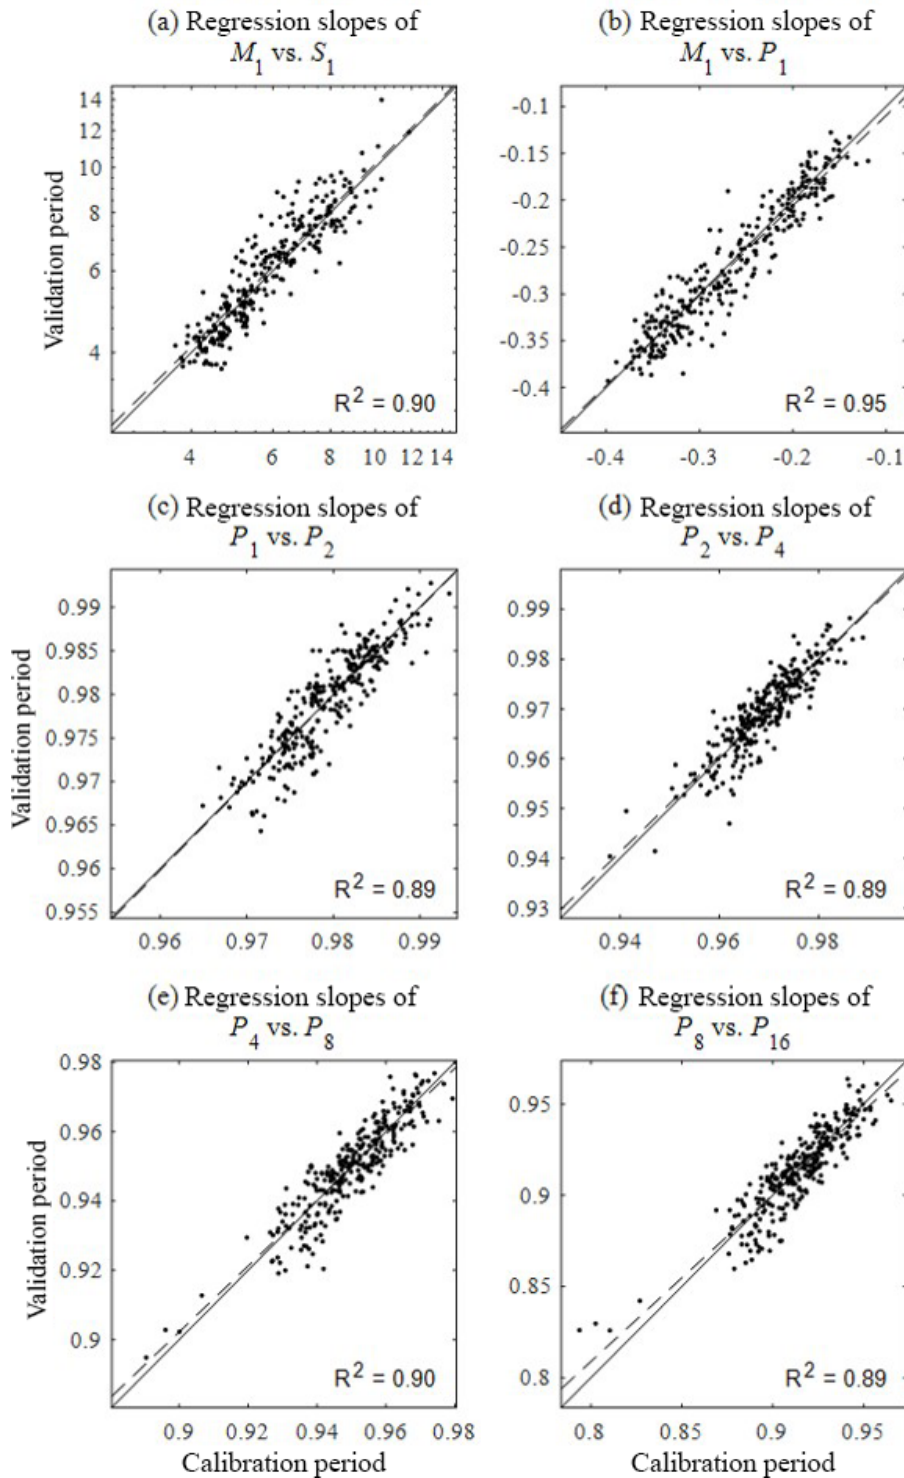 (a) Regression slopes of
M1 vs. S1
Validation period
14
12
10
8
6
4
R2 = 0.90
4 6 8 10 12 14
(b) Regression slopes of
M1 vs. P1
-0.1
-0.15
-0.2
-0.25
-0.3
-0.35
-0.4
R2 = 0.95
-0.4 -0.3 -0.2 -0.1
(c) Regression slopes of
P1 vs. P2
Validation period
0.99
0.985
0.98
0.975
0.97
0.965
0.96
0.955
R2 = 0.89
0.96 0.97 0.98 0.99
(d) Regression slopes of
P2 vs. P4
0.99
0.98
0.97
0.96
0.95
0.94
0.93
R2 = 0.89
0.94 0.96 0.98
(e) Regression slopes of
P4 vs. P8
Validation period
0.98
0.96
0.94
0.92
0.9
R2 = 0.90
0.9 0.92 0.94 0.96 0.98
Calibration period
(f) Regression slopes of
P8 vs. P16
0.95
0.9
0.85
0.8
R2 = 0.89
0.8 0.85 0.9 0.95
Calibration period